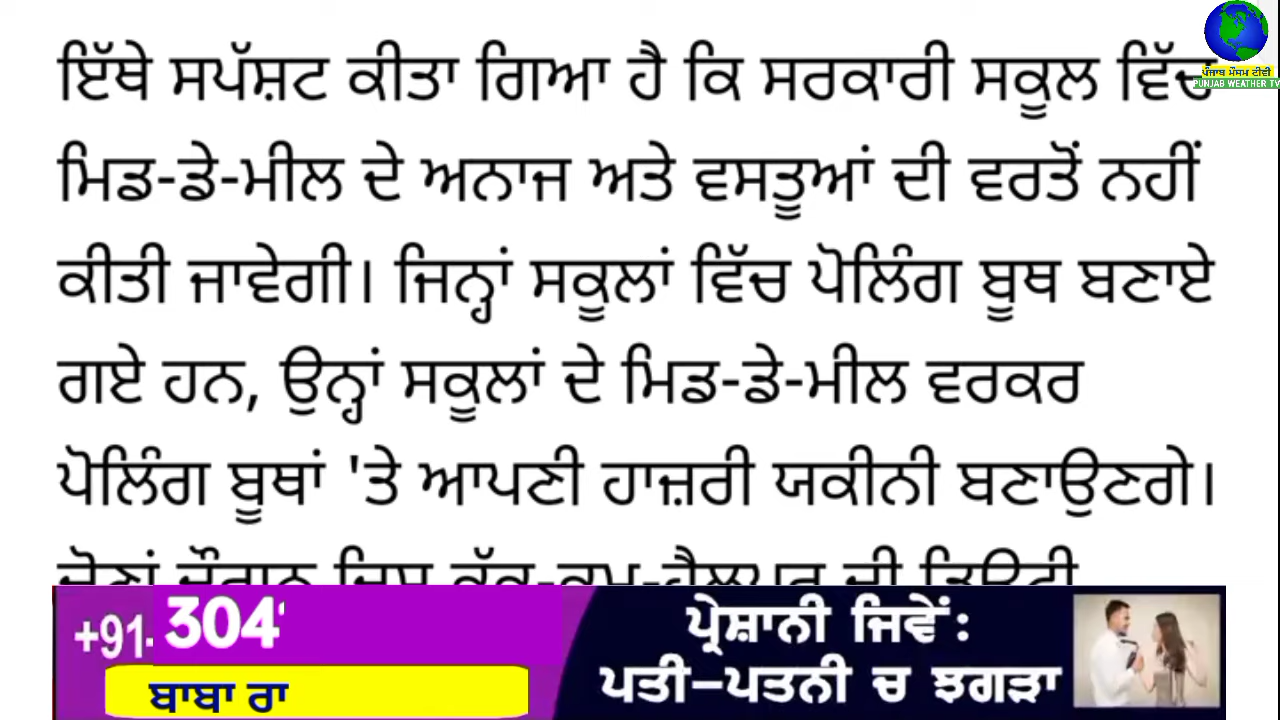 ਇੱਥੇ ਸਪੱਸ਼ਟ ਕੀਤਾ ਗਿਆ ਹੈ ਕਿ ਸਰਕਾਰੀ ਸਕੂਲ ਵਿੱਚ
ਮਿਡ-ਡੇ-ਮੀਲ ਦੇ ਅਨਾਜ ਅਤੇ ਵਸਤੂਆਂ ਦੀ ਵਰਤੋਂ ਨਹੀਂ
ਕੀਤੀ ਜਾਵੇਗੀ। ਜਿਨ੍ਹਾਂ ਸਕੂਲਾਂ ਵਿੱਚ ਪੋਲਿੰਗ ਬੂਥ ਬਣਾਏ
ਗਏ ਹਨ, ਉਨ੍ਹਾਂ ਸਕੂਲਾਂ ਦੇ ਮਿਡ-ਡੇ-ਮੀਲ ਵਰਕਰ
ਪੋਲਿੰਗ ਬੂਥਾਂ 'ਤੇ ਆਪਣੀ ਹਾਜ਼ਰੀ ਯਕੀਨੀ ਬਣਾਉਣਗੇ।
ਪੰਜਾਬ ਮੌਸਮ ਟੀਵੀ
PUNJAB WEATHER TV
+91- 304
ਬਾਬਾ ਰਾ
ਪ੍ਰੇਸ਼ਾਨੀ ਜਿਵੇਂ:
ਪਤੀ-ਪਤਨੀ ਚ ਝਗੜਾ